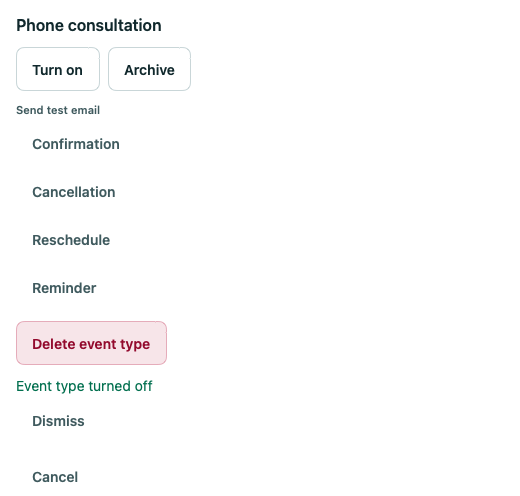 Phone consultation
Turn on Archive
Send test email
Confirmation
Cancellation
Reschedule
Reminder
Delete event type
Event type turned off
Dismiss
Cancel